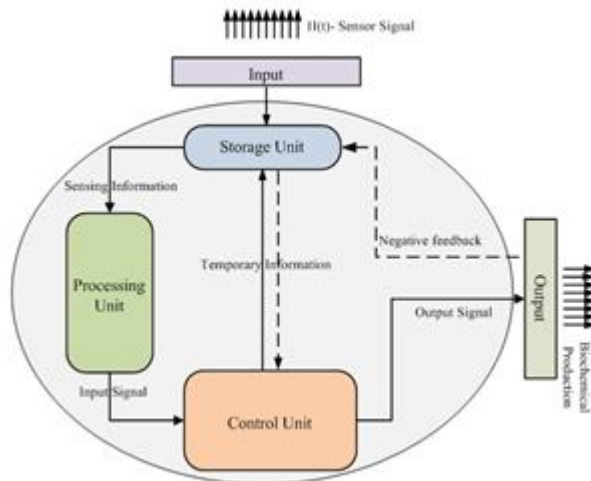 II(t)- Sensor Signal
Input
Storage Unit
Sensing Information
Negative feedback
Temporary Information
Processing
Unit
Output Signal
Output
Biochemical
Production
Input Signal
Control Unit